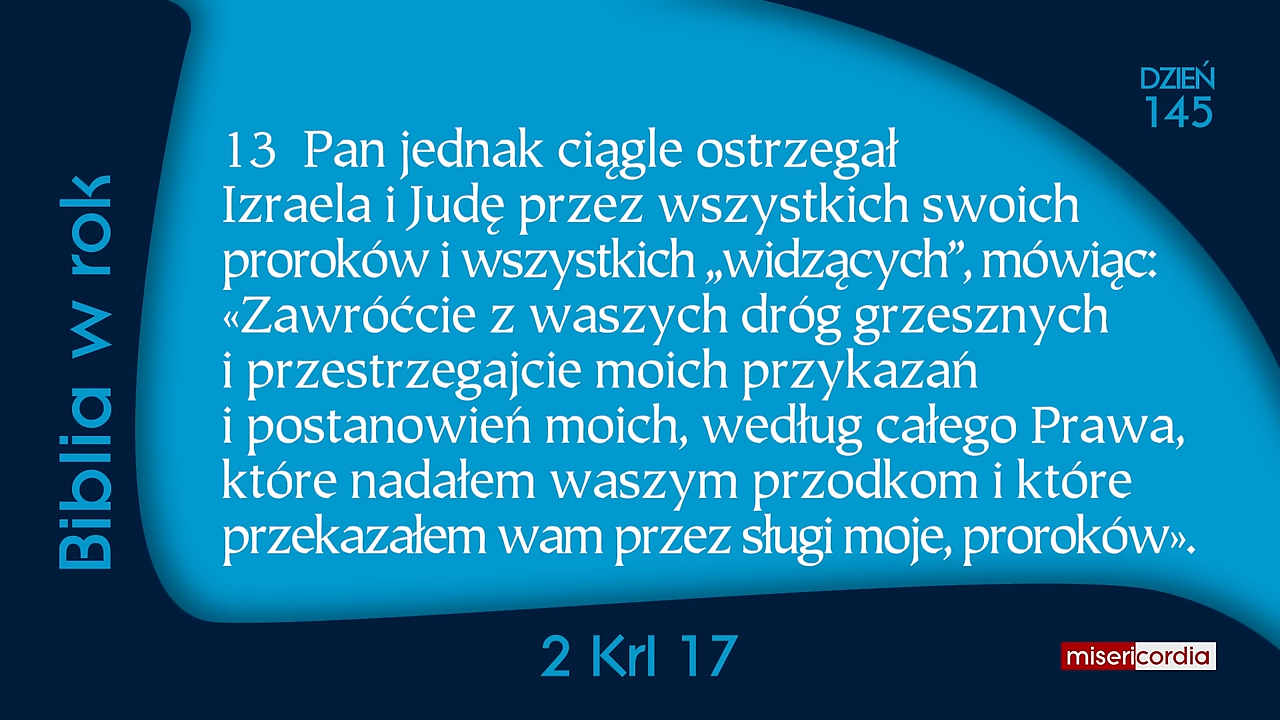 DZIEŃ
145
13 Pan jednak ciągle ostrzegał
Izraela i Judę przez wszystkich swoich
proroków i wszystkich „widzących”, mówiąc:
«Zawróćcie z waszych dróg grzesznych
i przestrzegajcie moich przykazań
i postanowień moich, według całego Prawa,
które nadałem waszym przodkom i które
przekazałem wam przez sługi moje, proroków».
Biblia w rok
2 Krl 17
misericordia